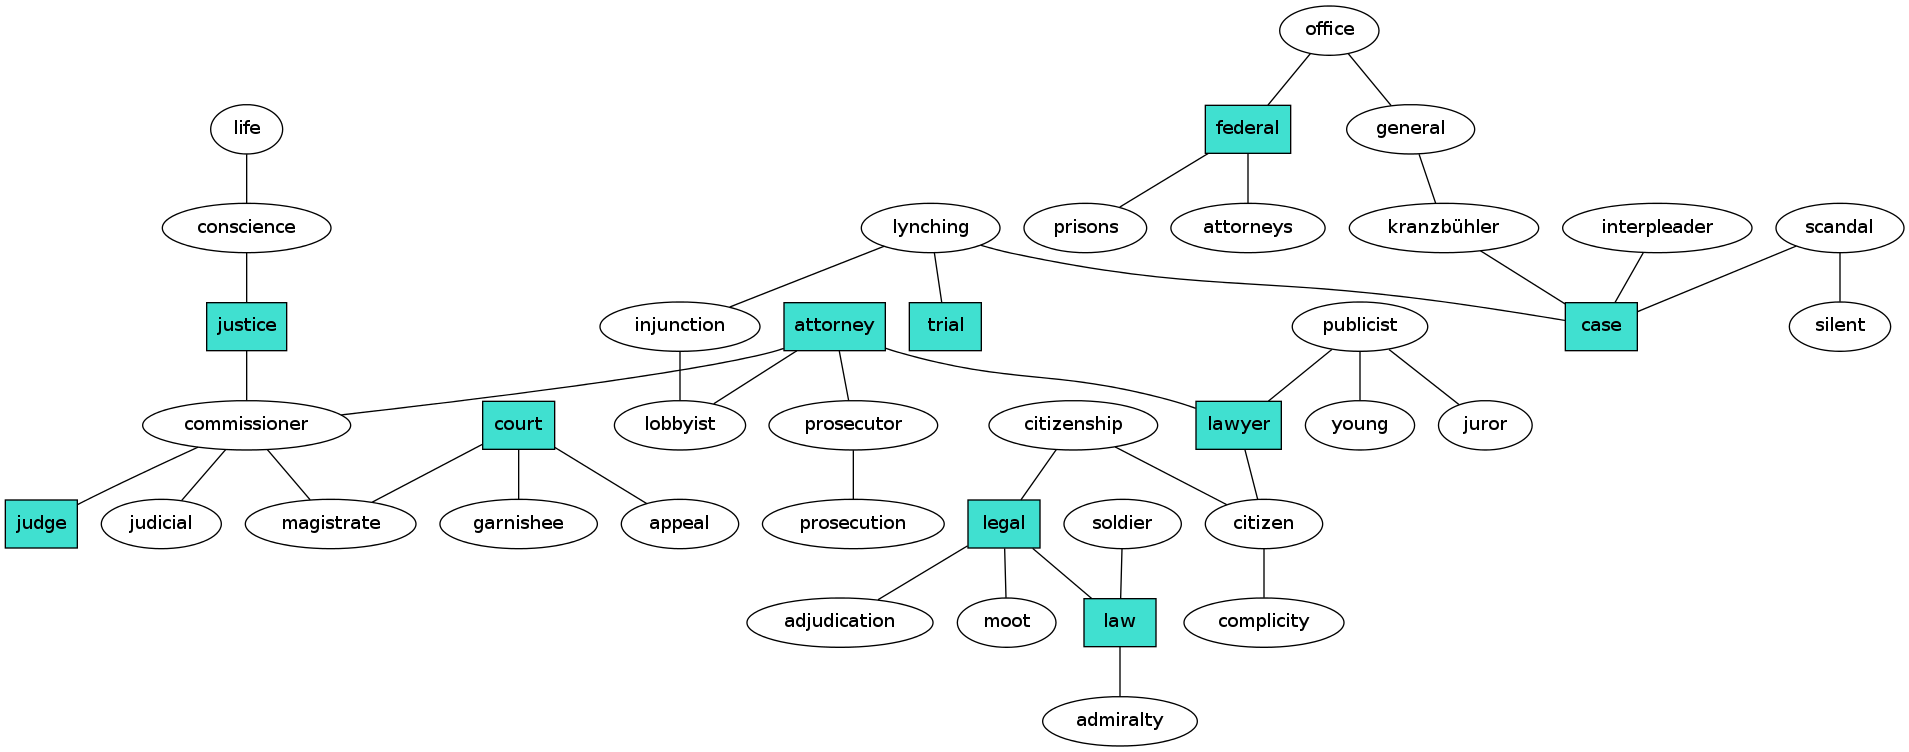 office
life
federal
general
conscience
lynching
prisons
attorneys
kranzbühler
interpleader
scandal
justice
injunction
attorney
trial
publicist
case
silent
commissioner
court
lobbyist
prosecutor
citizenship
lawyer
young
juror
judge
judicial
magistrate
garnishee
appeal
prosecution
legal
soldier
citizen
adjudication
moot
law
complicity
admiralty